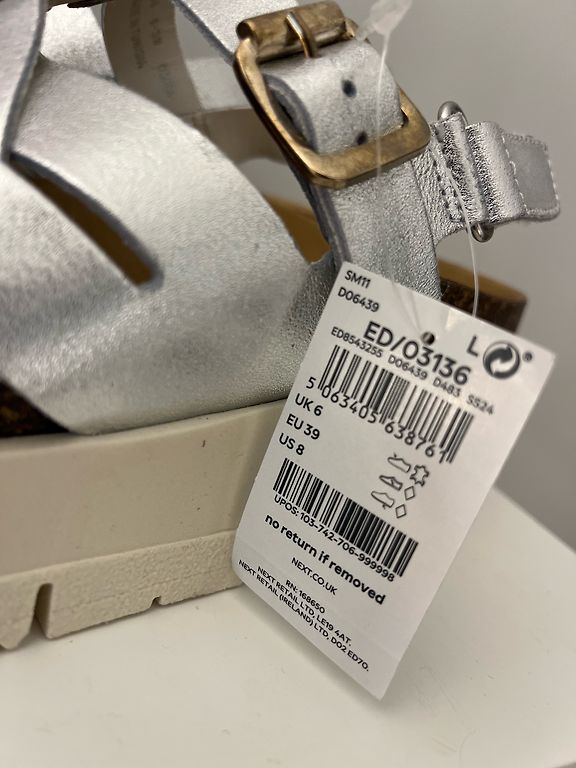 SM11
D06439
ED/03136 L
ED8543255 D06439 D483 SS24
5 063405 638761
UK 6
EU 39
US 8
UPOS: 103-742-706-999998
no return if removed
NEXT.CO.UK
RN: 168650
NEXT RETAIL LTD, LE19 4AT.
NEXT RETAIL (IRELAND) LTD, DO2 ED70.